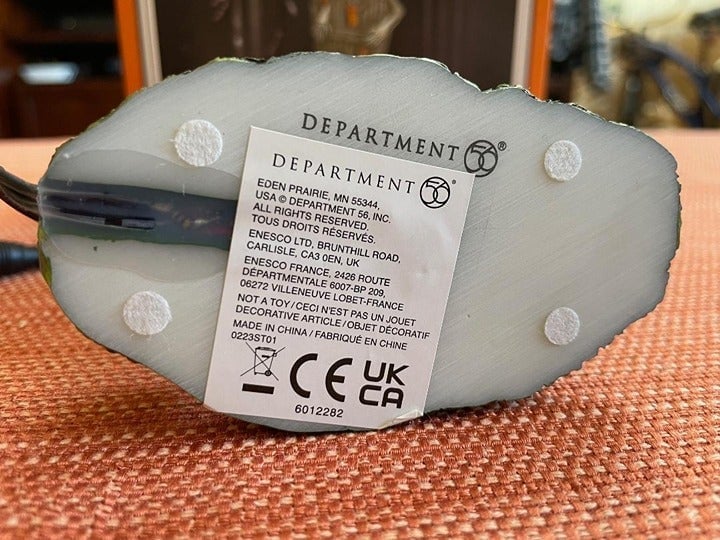 DEPARTMENT 56®
DEPARTMENT 56®
EDEN PRAIRIE, MN 55344,
USA © DEPARTMENT 56, INC.
ALL RIGHTS RESERVED.
TOUS DROITS RÉSERVÉS.
ENESCO LTD, BRUNTHILL ROAD,
CARLISLE, CA3 0EN, UK
ENESCO FRANCE, 2426 ROUTE
DÉPARTMENTALE 6007-BP 209,
06272 VILLENEUVE LOBET-FRANCE
NOT A TOY/CECI N'EST PAS UN JOUET
DECORATIVE ARTICLE/OBJET DÉCORATIF
MADE IN CHINA/FABRIQUÉ EN CHINE
0223ST01
CE UK
CA
6012282